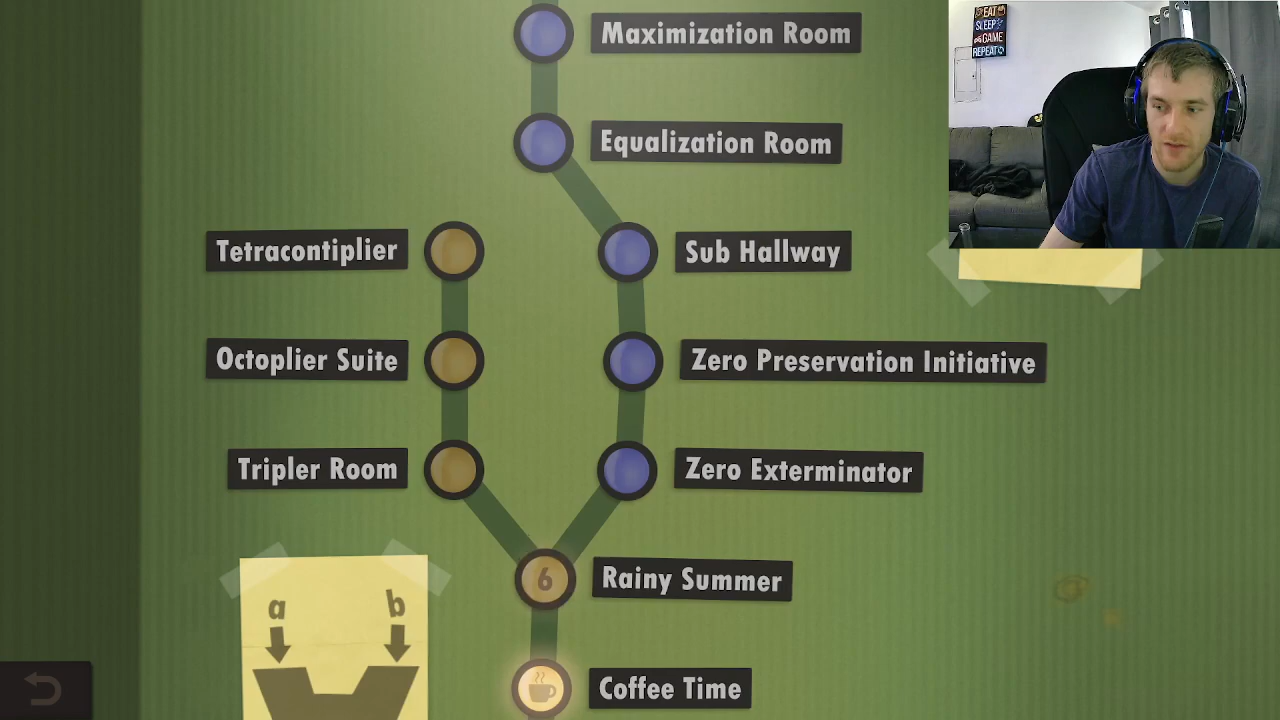 Maximization Room
EAT
SLEEP
GAME
REPEAT
Equalization Room
Tetracontiplier
Sub Hallway
Octoplier Suite
Zero Preservation Initiative
Tripler Room
Zero Exterminator
6
Rainy Summer
a
b
Coffee Time